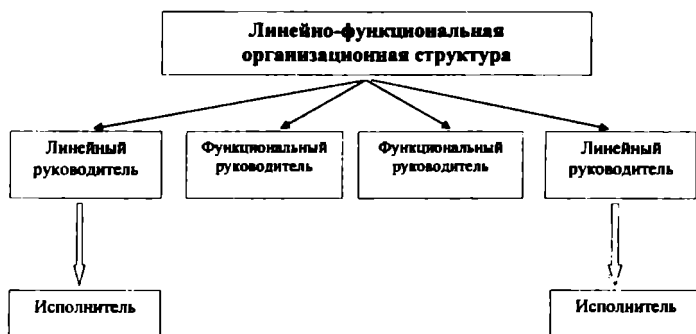 Линейно-функциональная
организационная структура
Линейный
руководитель
Функциональный
руководитель
Функциональный
руководитель
Линейный
руководитель
Исполнитель
Исполнитель